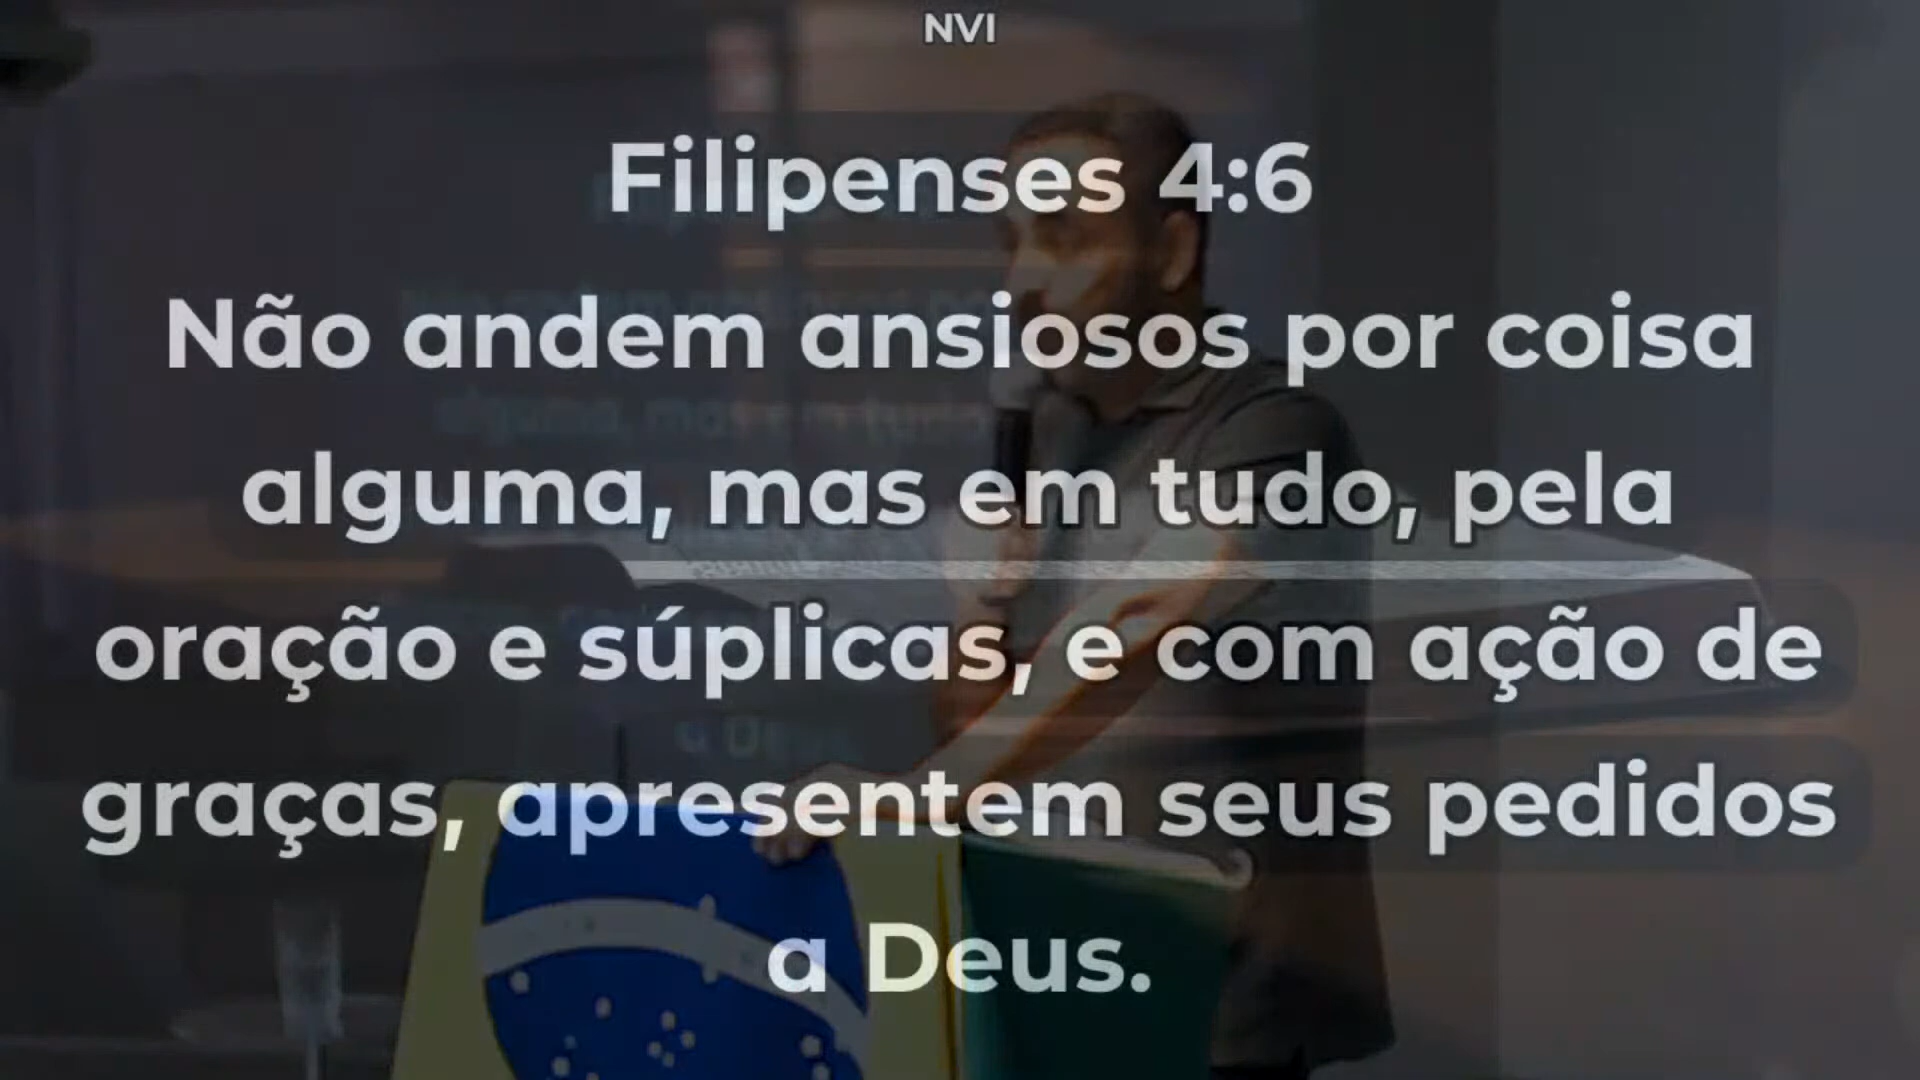 NVI
Filipenses 4:6
Não andem ansiosos por coisa
alguma, mas em tudo, pela
oração e súplicas, e com ação de
graças, apresentem seus pedidos
a Deus.